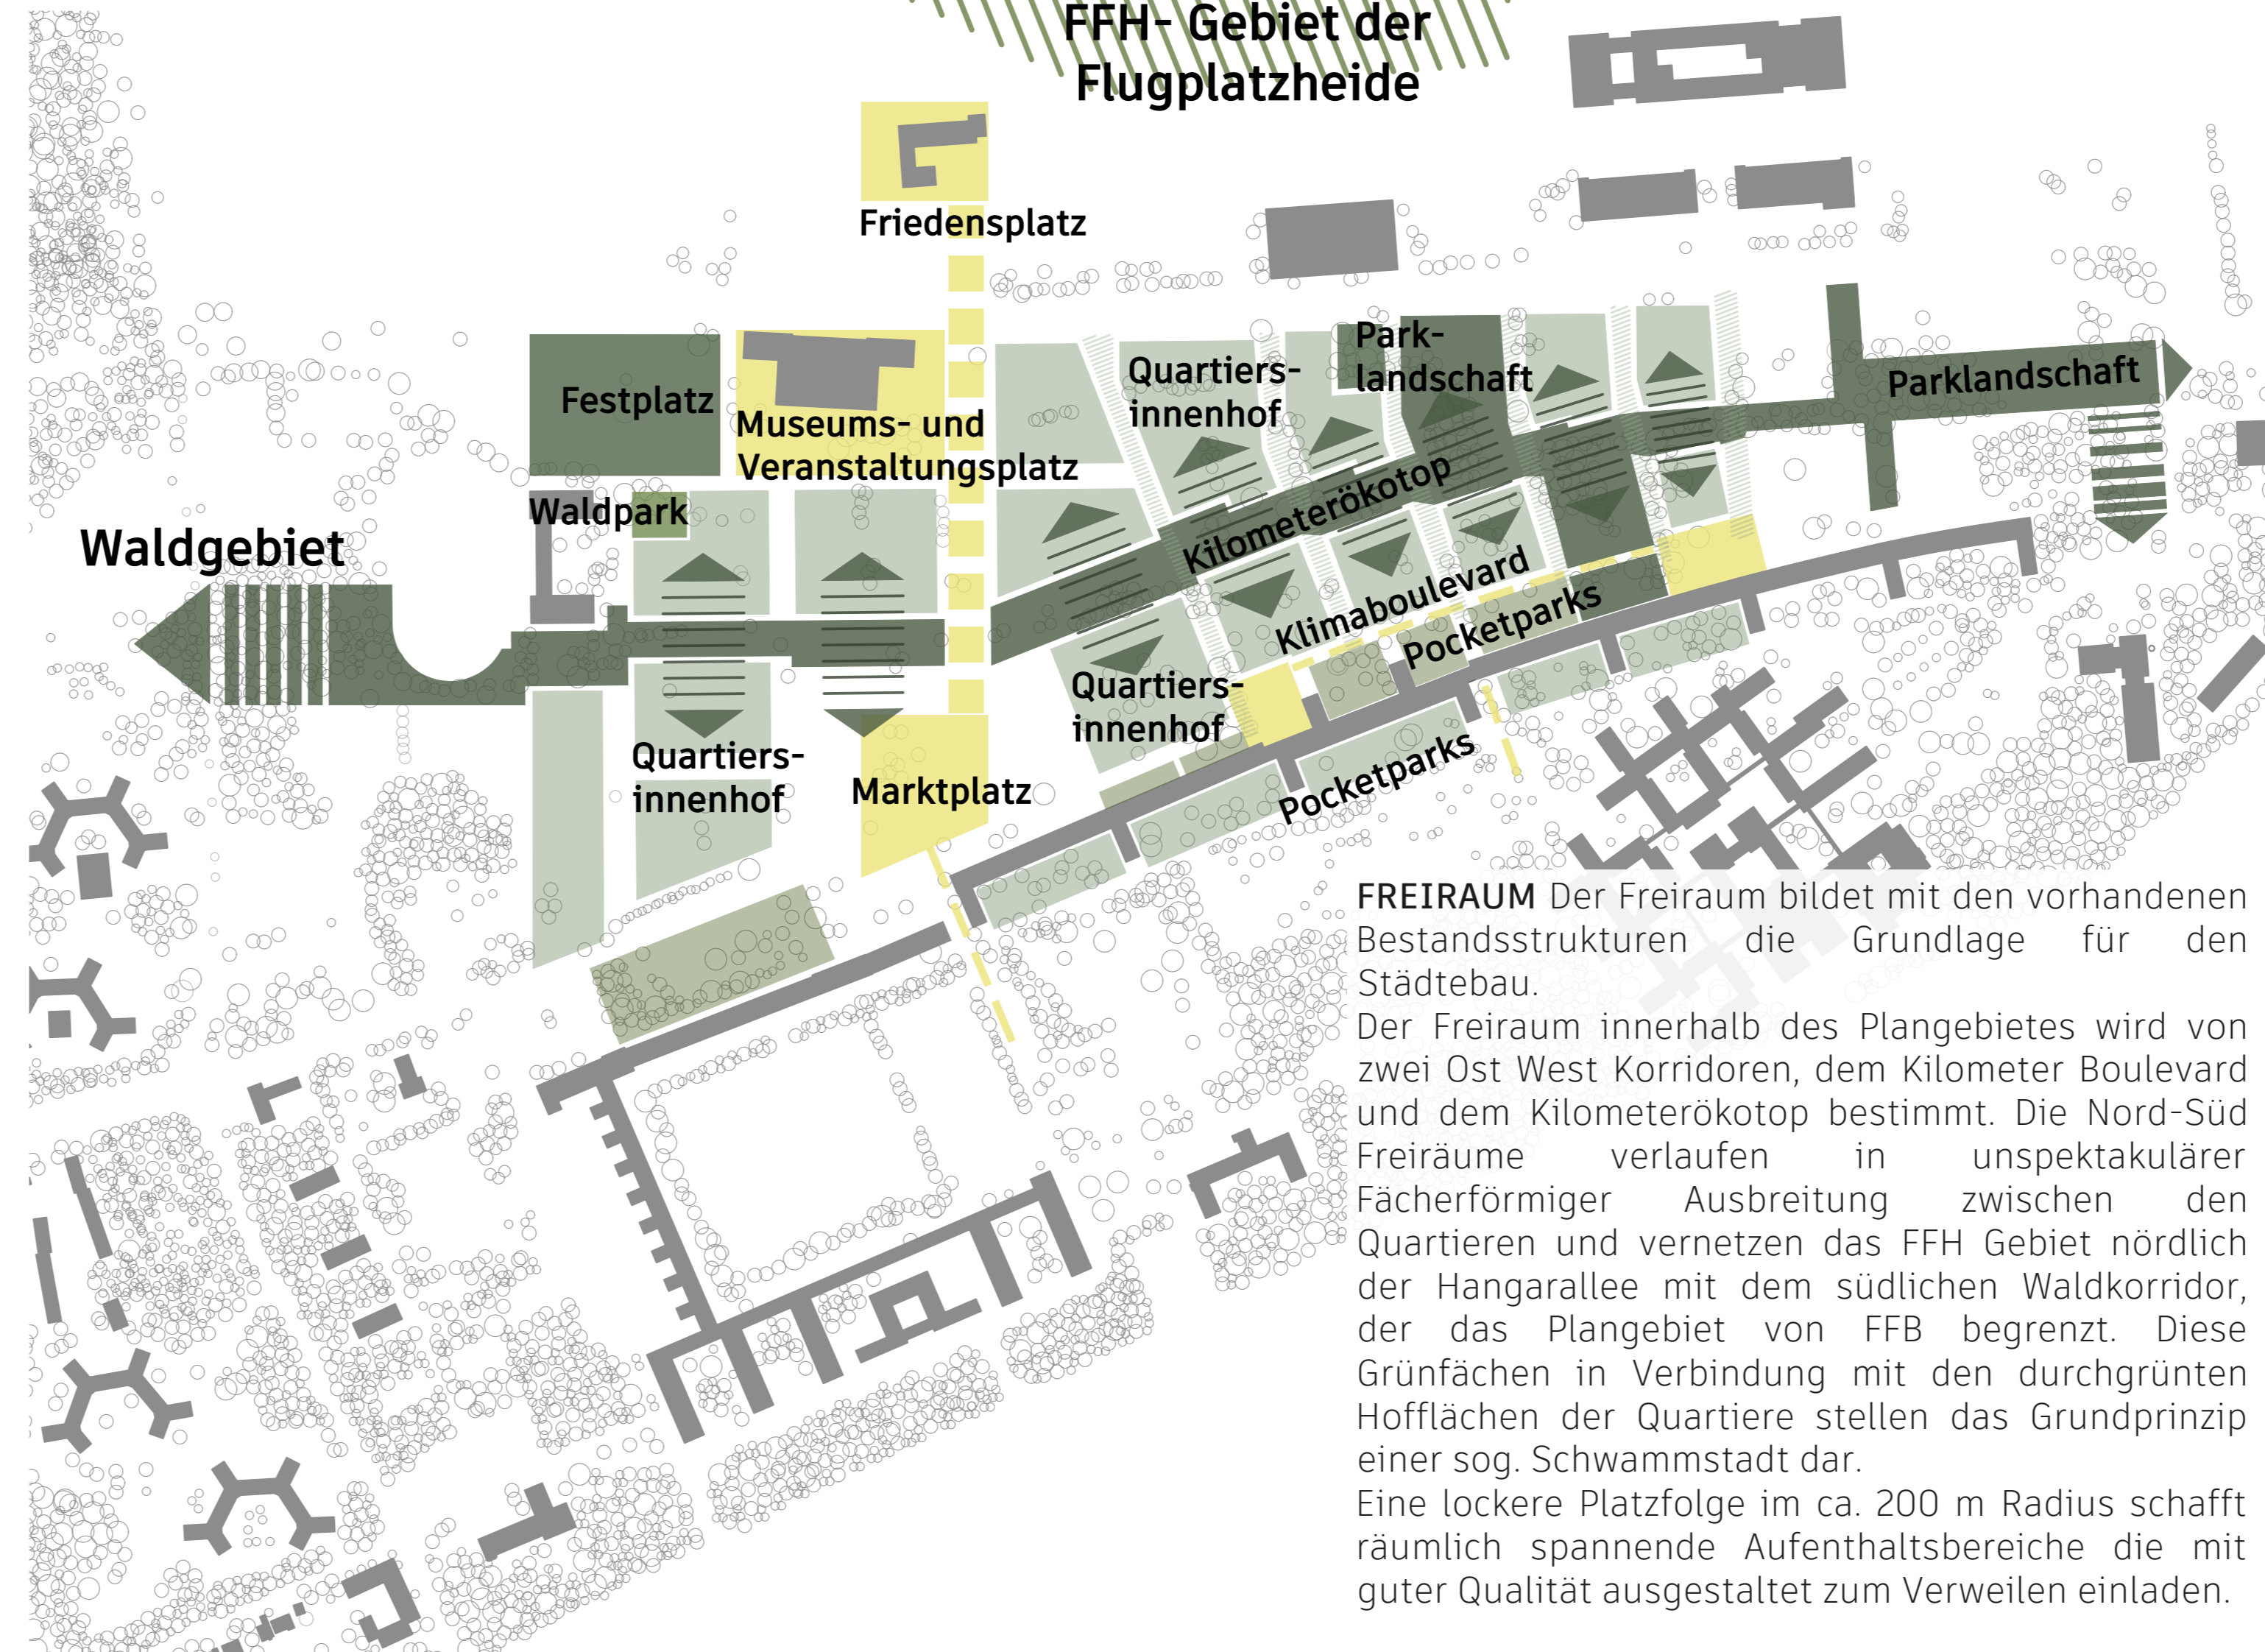 FFH- Gebiet der
Flugplatzheide
Friedensplatz
Park-
landschaft
Quartiers-
innenhof
Parklandschaft
Festplatz
Museums- und
Veranstaltungsplatz
Waldpark
Kilometerökotop
Waldgebiet
Klimaboulevard
Pocketparks
Quartiers-
innenhof
Quartiers-
innenhof
Marktplatz
Pocketparks
FREIRAUM Der Freiraum bildet mit den vorhandenen
Bestandsstrukturen die Grundlage für den
Städtebau.
Der Freiraum innerhalb des Plangebietes wird von
zwei Ost West Korridoren, dem Kilometer Boulevard
und dem Kilometerökotop bestimmt. Die Nord-Süd
Freiräume verlaufen in unspektakulärer
Fächerförmiger Ausbreitung zwischen den
Quartieren und vernetzen das FFH Gebiet nördlich
der Hangarallee mit dem südlichen Waldkorridor,
der das Plangebiet von FFB begrenzt. Diese
Grünfächen in Verbindung mit den durchgrünten
Hofflächen der Quartiere stellen das Grundprinzip
einer sog. Schwammstadt dar.
Eine lockere Platzfolge im ca. 200 m Radius schafft
räumlich spannende Aufenthaltsbereiche die mit
guter Qualität ausgestaltet zum Verweilen einladen.